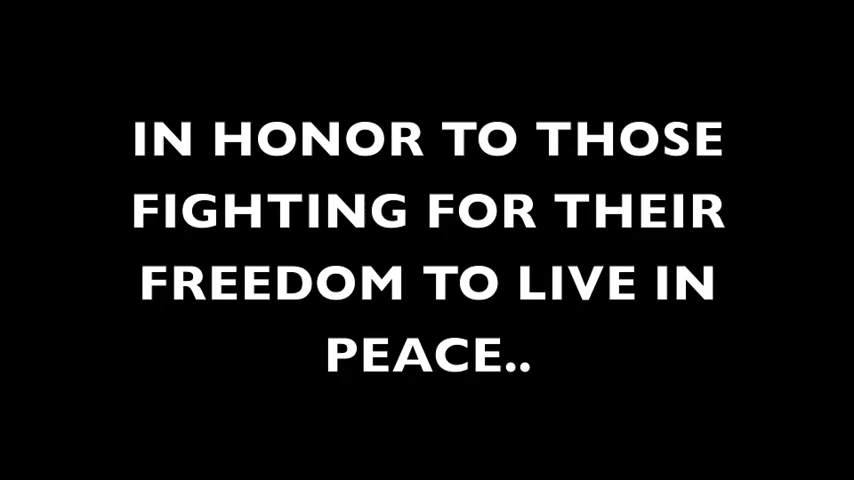 IN HONOR TO THOSE
FIGHTING FOR THEIR
FREEDOM TO LIVE IN
PEACE..